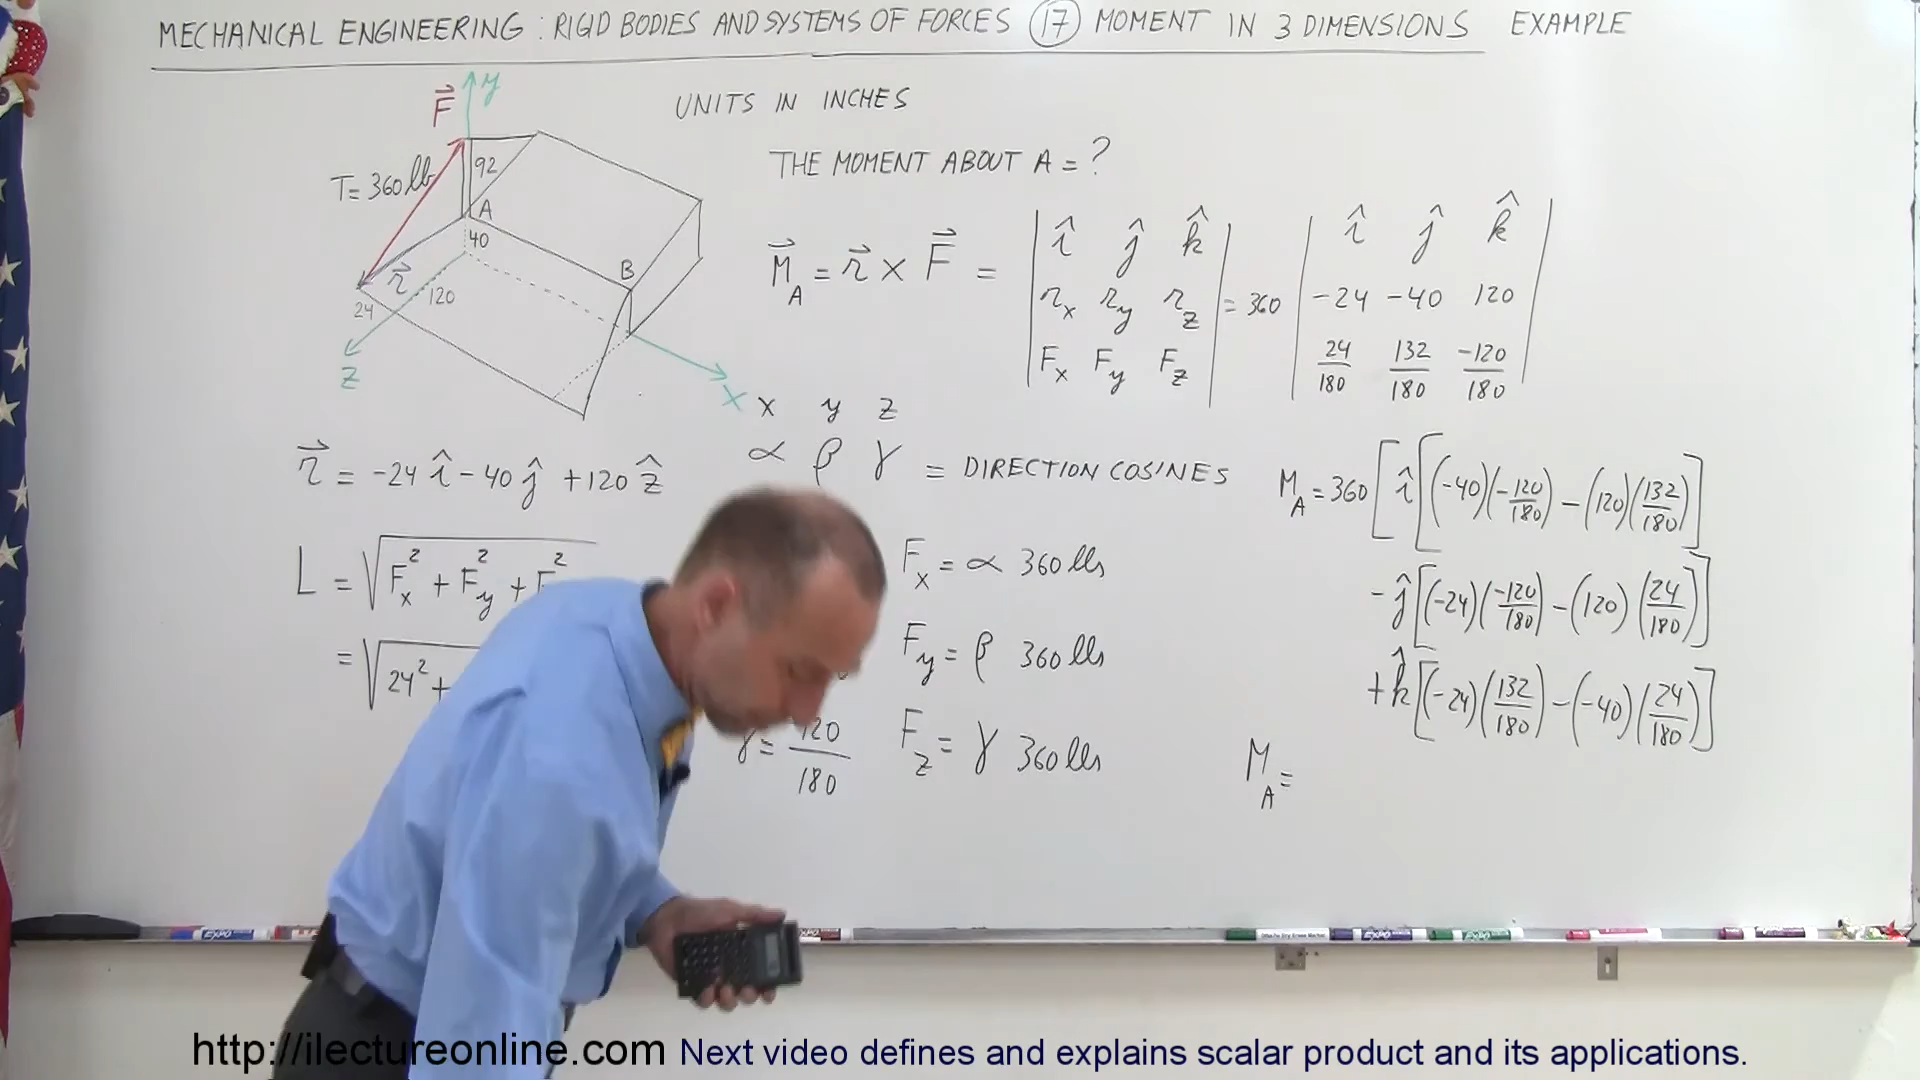 MECHANICAL ENGINEERING : RIGID BODIES AND SYSTEMS OF FORCES (17) MOMENT IN 3 DIMENSIONS EXAMPLE
y
F⃗
UNITS IN INCHES
92
T= 360 lb
THE MOMENT ABOUT A = ?
A
40
B
r⃗
120
24
z
x
M⃗_A = r⃗ × F⃗ = | î ĵ k̂ | = 360 | î ĵ k̂ |
r_x r_y r_z | -24 -40 120
F_x F_y F_z | 24/180 132/180 -120/180
x y z
α β γ = DIRECTION COSINES
r⃗ = -24 î - 40 ĵ + 120 ẑ
M_A = 360 [ î [(-40)(-120/180) - (120)(132/180)]
L = √F_x² + F_y² + F ²
F_x = α 360 lbs
- ĵ [(-24)(-120/180) - (120)(24/180)]
= √24² +
F_y = β 360 lbs
+ k̂ [(-24)(132/180) - (-40)(24/180)]
γ = 120/180
F_z = γ 360 lbs
M_A =
EXPO
EXPO
EXPO
http://ilectureonline.com Next video defines and explains scalar product and its applications.